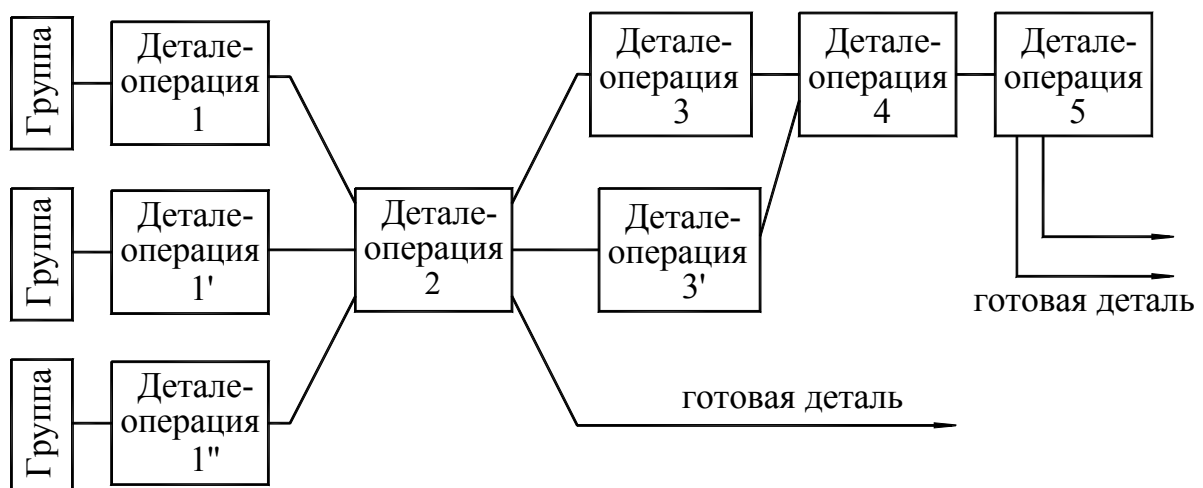 Группа
Детале-
операция
1
Детале-
операция
3
Детале-
операция
4
Детале-
операция
5
Группа
Детале-
операция
1'
Детале-
операция
2
Детале-
операция
3'
готовая деталь
Группа
Детале-
операция
1"
готовая деталь